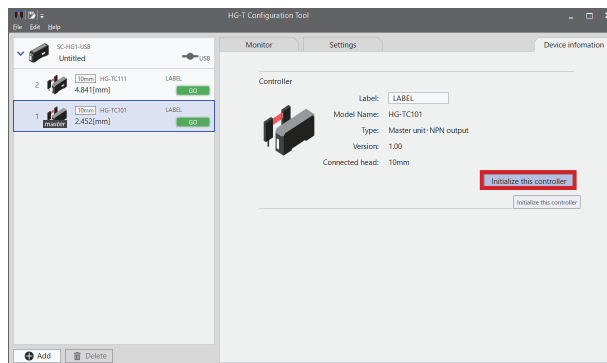 HG-T Configuration Tool
File Edit Help
SC-HG1-USB
Untitled
USB
2
10mm HG-TC111 LABEL
4.841[mm] GO
1
master
10mm HG-TC101 LABEL
2.452[mm] GO
Add Delete
Monitor Settings Device infomation
Controller
Label: LABEL
Model Name: HG-TC101
Type: Master unit･NPN output
Version: 1.00
Connected head: 10mm
Initialize this controller
Initialize this controller